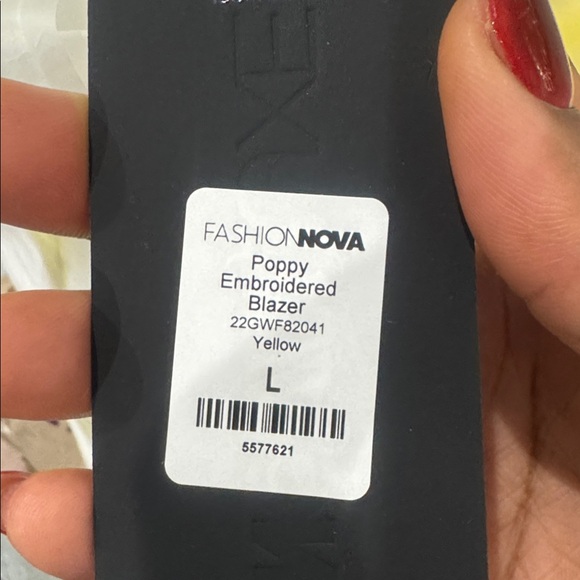 FASHIONNOVA
Poppy
Embroidered
Blazer
22GWF82041
Yellow
L
5577621